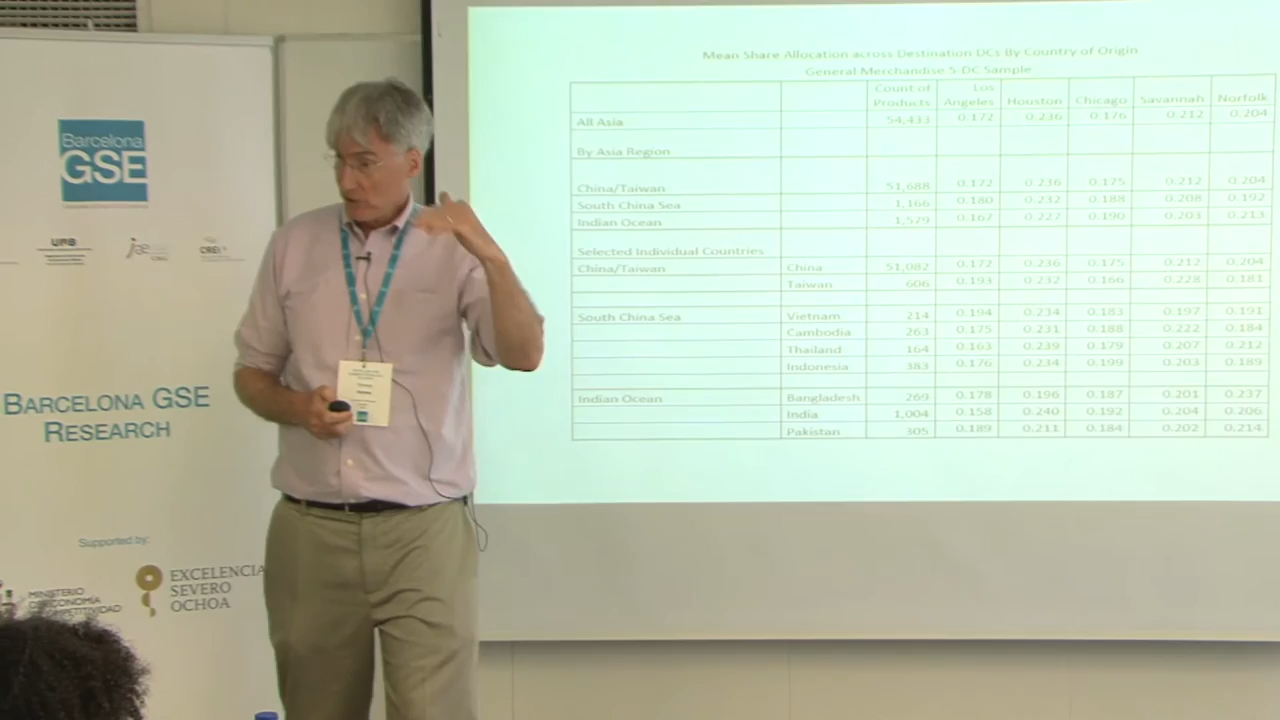 Barcelona
GSE
UAB
CREI
BARCELONA GSE
RESEARCH
Supported by:
MINISTERIO
DE ECONOMÍA
COMPETITIVIDAD
EXCELENCIA
SEVERO
OCHOA
Mean Share Allocation across Destination DCs By Country of Origin
General Merchandise 5-DC Sample
Count of Products Los Angeles Houston Chicago Savannah Norfolk
All Asia 54,433 0.172 0.236 0.176 0.212 0.204
By Asia Region
China/Taiwan 51,688 0.172 0.236 0.175 0.212 0.204
South China Sea 1,166 0.180 0.232 0.188 0.208 0.192
Indian Ocean 1,579 0.167 0.227 0.190 0.203 0.213
Selected Individual Countries
China/Taiwan China 51,082 0.172 0.236 0.175 0.212 0.204
Taiwan 606 0.193 0.232 0.166 0.228 0.181
South China Sea Vietnam 214 0.194 0.234 0.183 0.197 0.191
Cambodia 263 0.175 0.231 0.188 0.222 0.184
Thailand 164 0.163 0.239 0.179 0.207 0.212
Indonesia 383 0.176 0.234 0.199 0.203 0.189
Indian Ocean Bangladesh 269 0.178 0.196 0.187 0.201 0.237
India 1,004 0.158 0.240 0.192 0.204 0.206
Pakistan 305 0.189 0.211 0.184 0.202 0.214